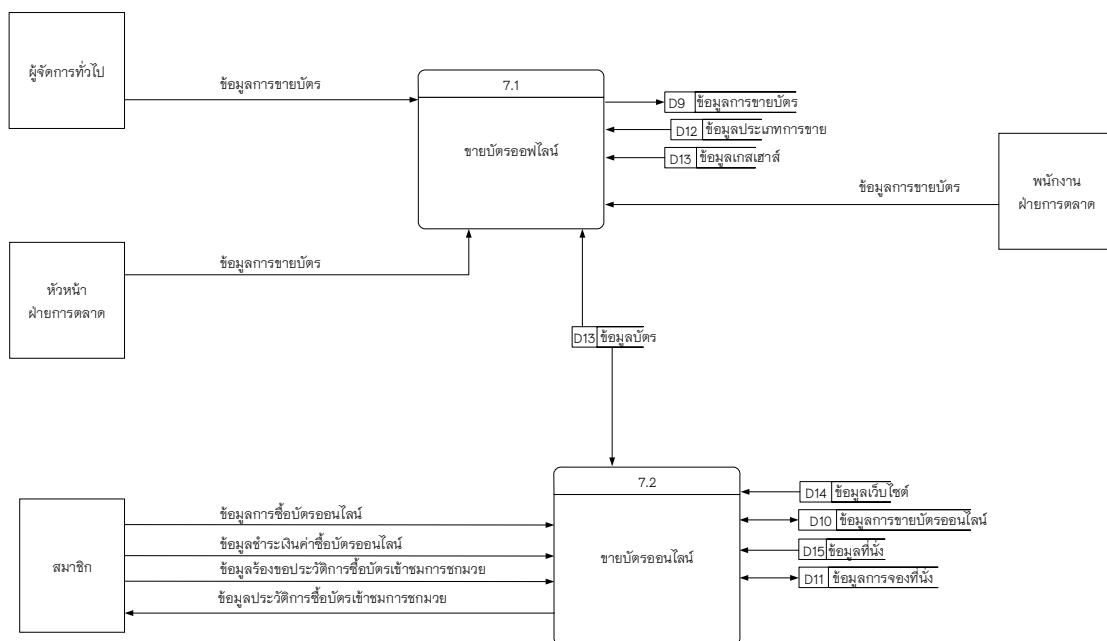 ผู้จัดการทั่วไป
ข้อมูลการขายบัตร
7.1
ขายบัตรออฟไลน์
D9 ข้อมูลการขายบัตร
D12 ข้อมูลประเภทการขาย
D13 ข้อมูลเกสเฮาส์
ข้อมูลการขายบัตร
พนักงาน
ฝ่ายการตลาด
ข้อมูลการขายบัตร
หัวหน้า
ฝ่ายการตลาด
D13 ข้อมูลบัตร
7.2
ขายบัตรออนไลน์
D14 ข้อมูลเว็บไซต์
D10 ข้อมูลการขายบัตรออนไลน์
D15 ข้อมูลที่นั่ง
D11 ข้อมูลการจองที่นั่ง
สมาชิก
ข้อมูลการซื้อบัตรออนไลน์
ข้อมูลชำระเงินค่าซื้อบัตรออนไลน์
ข้อมูลร้องขอประวัติการซื้อบัตรเข้าชมการชกมวย
ข้อมูลประวัติการซื้อบัตรเข้าชมการชกมวย